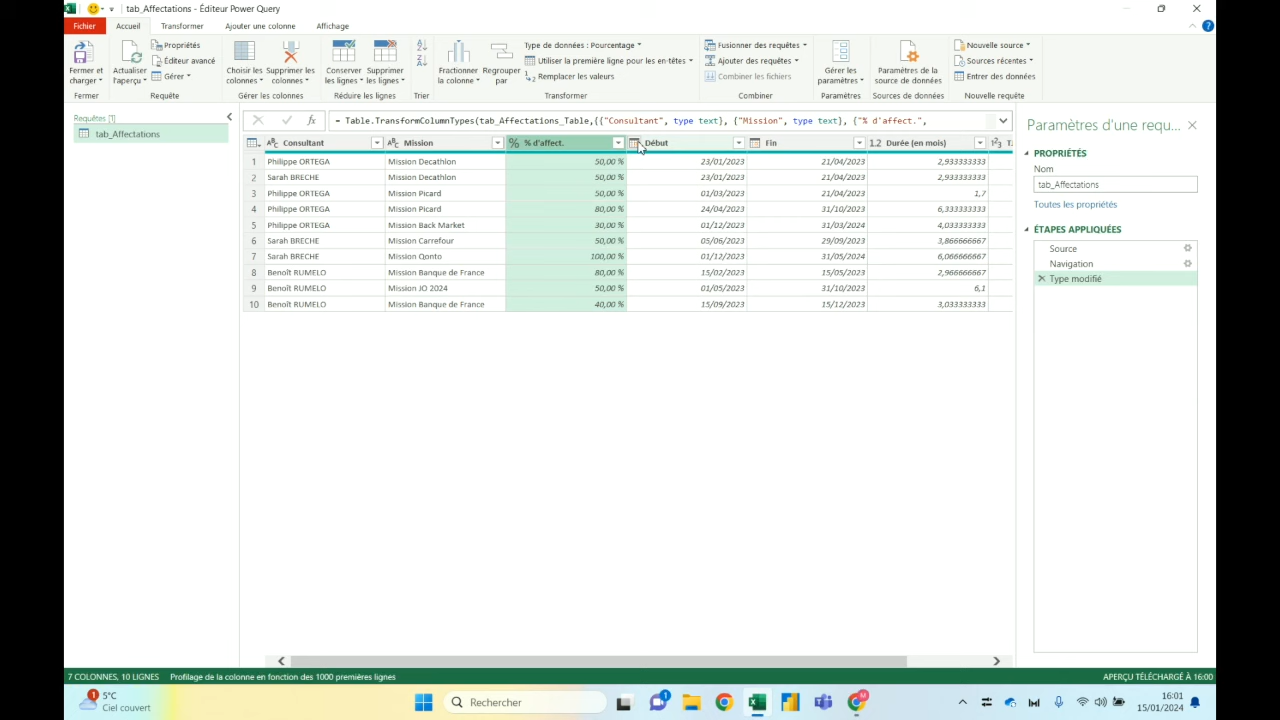 tab_Affectations - Éditeur Power Query
Fichier Accueil Transformer Ajouter une colonne Affichage
Fermer et charger
Fermer
Actualiser l'aperçu
Propriétés
Éditeur avancé
Gérer
Requête
Choisir les colonnes
Supprimer les colonnes
Gérer les colonnes
Conserver les lignes
Supprimer les lignes
Réduire les lignes
Trier
Fractionner la colonne
Regrouper par
Type de données : Pourcentage
Utiliser la première ligne pour les en-têtes
Remplacer les valeurs
Transformer
Fusionner des requêtes
Ajouter des requêtes
Combiner les fichiers
Combiner
Gérer les paramètres
Paramètres
Paramètres de la source de données
Sources de données
Nouvelle source
Sources récentes
Entrer des données
Nouvelle requête
Requêtes [1]
tab_Affectations
fx = Table.TransformColumnTypes(tab_Affectations_Table,{{"Consultant", type text}, {"Mission", type text}, {"% d'affect.",
Consultant Mission % d'affect. Début Fin 1.2 Durée (en mois)
1 Philippe ORTEGA Mission Decathlon 50,00 % 23/01/2023 21/04/2023 2,933333333
2 Sarah BRECHE Mission Decathlon 50,00 % 23/01/2023 21/04/2023 2,933333333
3 Philippe ORTEGA Mission Picard 50,00 % 01/03/2023 21/04/2023 1,7
4 Philippe ORTEGA Mission Picard 80,00 % 24/04/2023 31/10/2023 6,333333333
5 Philippe ORTEGA Mission Back Market 30,00 % 01/12/2023 31/03/2024 4,033333333
6 Sarah BRECHE Mission Carrefour 50,00 % 05/06/2023 29/09/2023 3,866666667
7 Sarah BRECHE Mission Qonto 100,00 % 01/12/2023 31/05/2024 6,066666667
8 Benoît RUMELO Mission Banque de France 80,00 % 15/02/2023 15/05/2023 2,966666667
9 Benoît RUMELO Mission JO 2024 50,00 % 01/05/2023 31/10/2023 6,1
10 Benoît RUMELO Mission Banque de France 40,00 % 15/09/2023 15/12/2023 3,033333333
Paramètres d'une requ...
PROPRIÉTÉS
Nom
tab_Affectations
Toutes les propriétés
ÉTAPES APPLIQUÉES
Source
Navigation
Type modifié
7 COLONNES, 10 LIGNES Profilage de la colonne en fonction des 1000 premières lignes APERÇU TÉLÉCHARGÉ À 16:00
1
5°C
Ciel couvert
Rechercher
1
16:01
15/01/2024